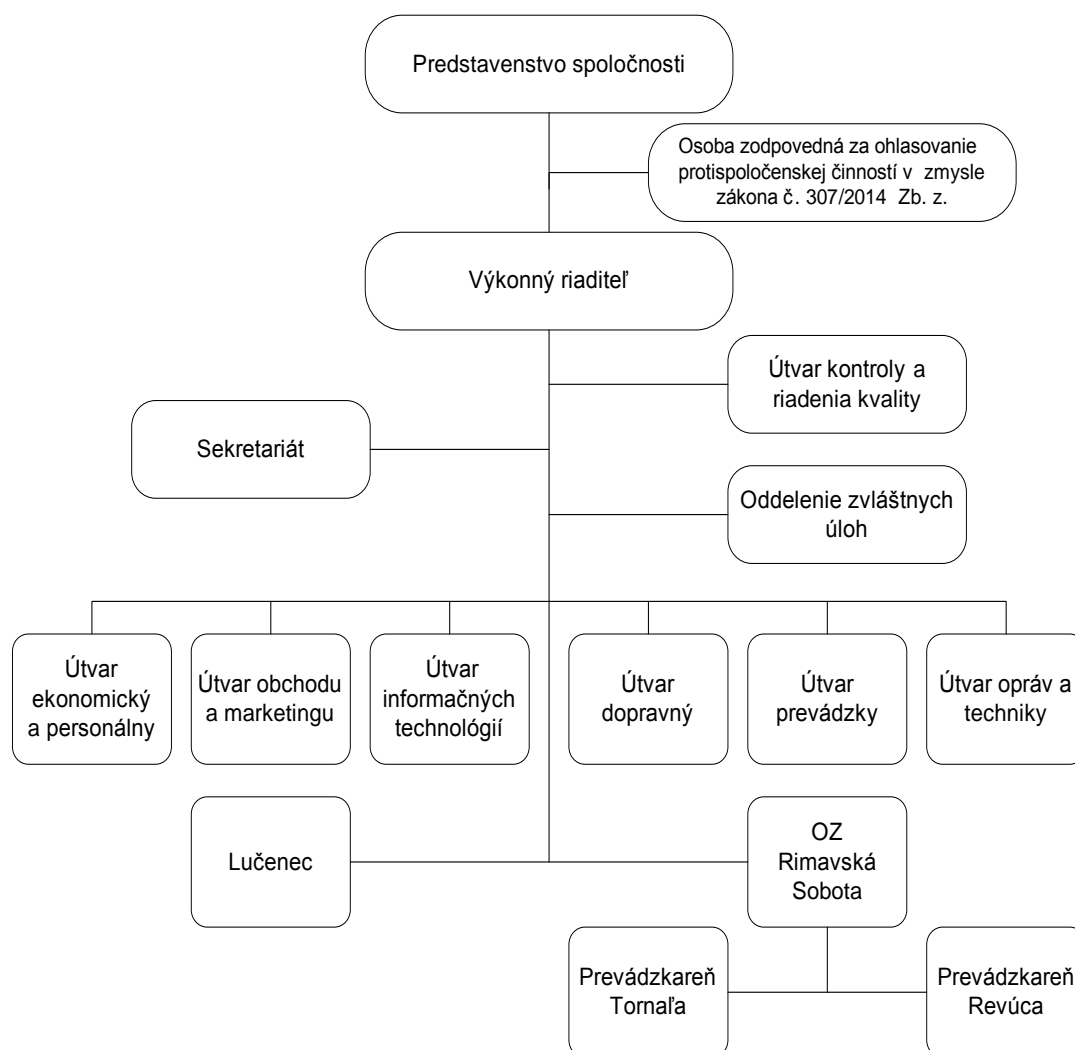 Predstavenstvo spoločnosti
Osoba zodpovedná za ohlasovanie
protispoločenskej činností v zmysle
zákona č. 307/2014 Zb. z.
Výkonný riaditeľ
Útvar kontroly a
riadenia kvality
Sekretariát
Oddelenie zvláštnych
úloh
Útvar
ekonomický
a personálny
Útvar obchodu
a marketingu
Útvar
informačných
technológií
Útvar
dopravný
Útvar
prevádzky
Útvar opráv a
techniky
Lučenec
OZ
Rimavská
Sobota
Prevádzkareň
Tornaľa
Prevádzkareň
Revúca